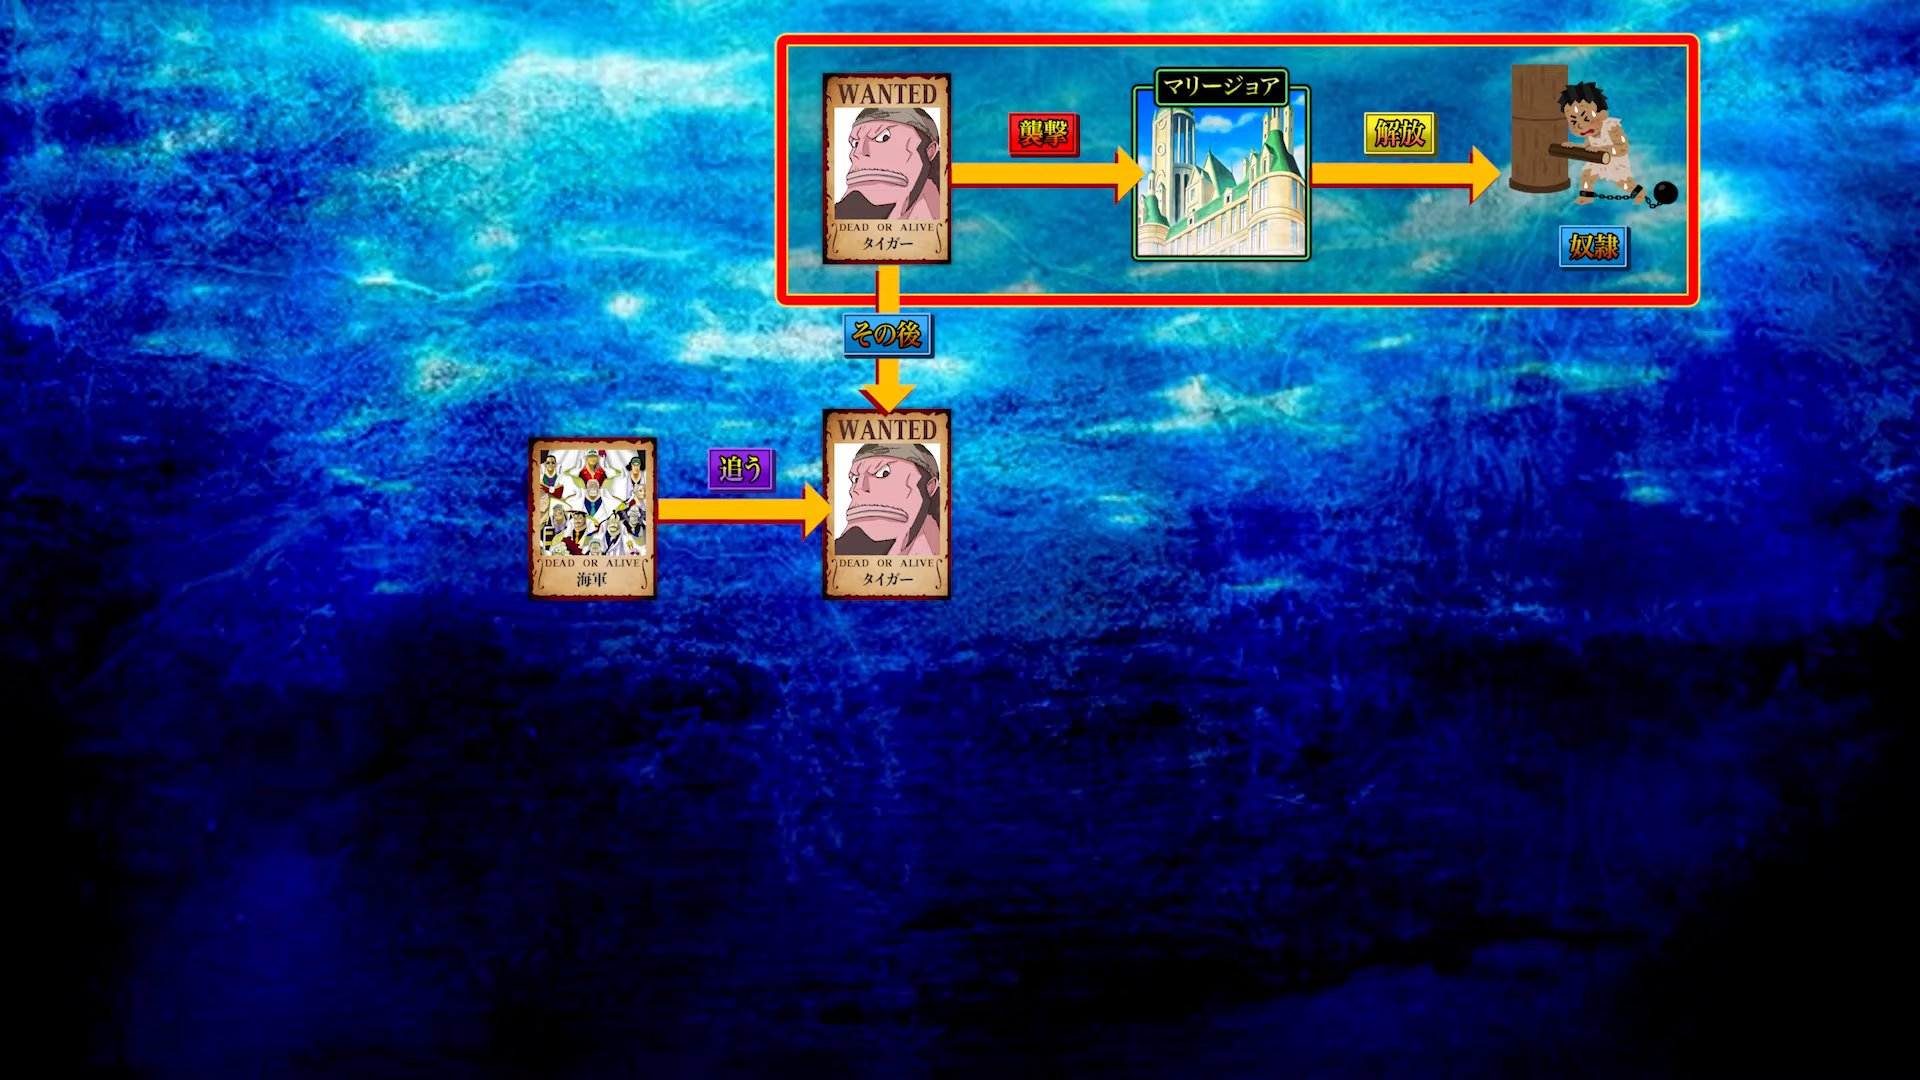 マリージョア
WANTED
襲撃
解放
DEAD OR ALIVE
タイガー
奴隷
その後
WANTED
追う
DEAD OR ALIVE
海軍
DEAD OR ALIVE
タイガー